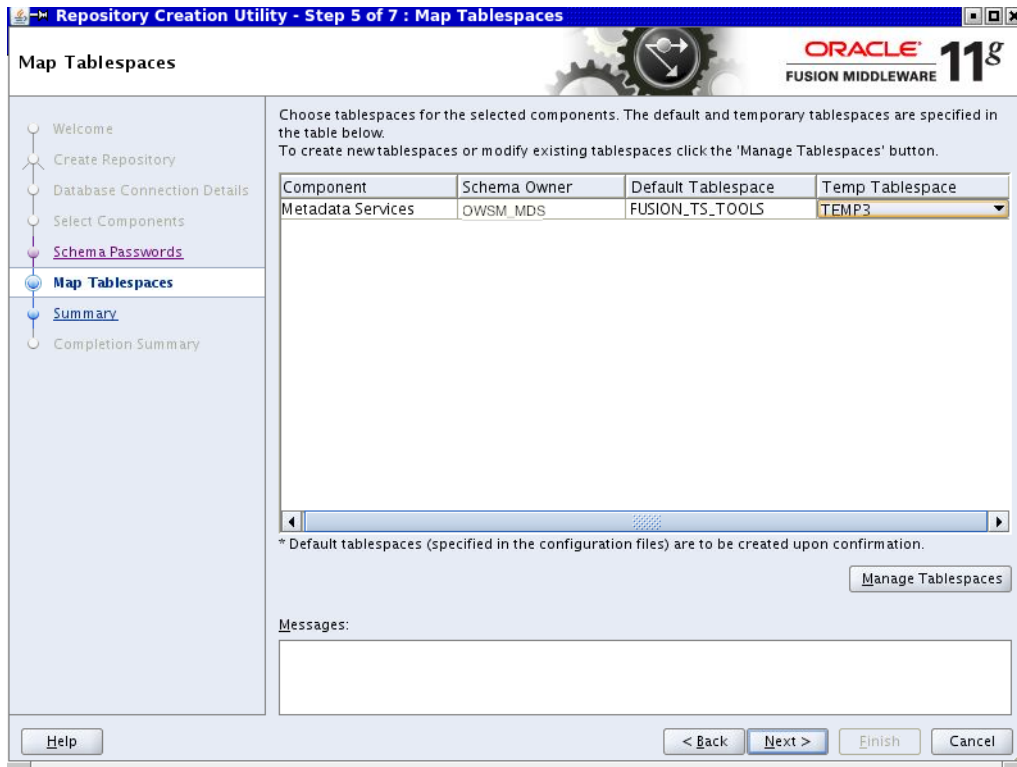 Repository Creation Utility - Step 5 of 7 : Map Tablespaces
Map Tablespaces
ORACLE
FUSION MIDDLEWARE
11g
Welcome
Create Repository
Database Connection Details
Select Components
Schema Passwords
Map Tablespaces
Summary
Completion Summary
Choose tablespaces for the selected components. The default and temporary tablespaces are specified in
the table below.
To create new tablespaces or modify existing tablespaces click the 'Manage Tablespaces' button.
Component Schema Owner Default Tablespace Temp Tablespace
Metadata Services OWSM_MDS FUSION_TS_TOOLS TEMP3
* Default tablespaces (specified in the configuration files) are to be created upon confirmation.
Manage Tablespaces
Messages:
Help < Back Next > Finish Cancel